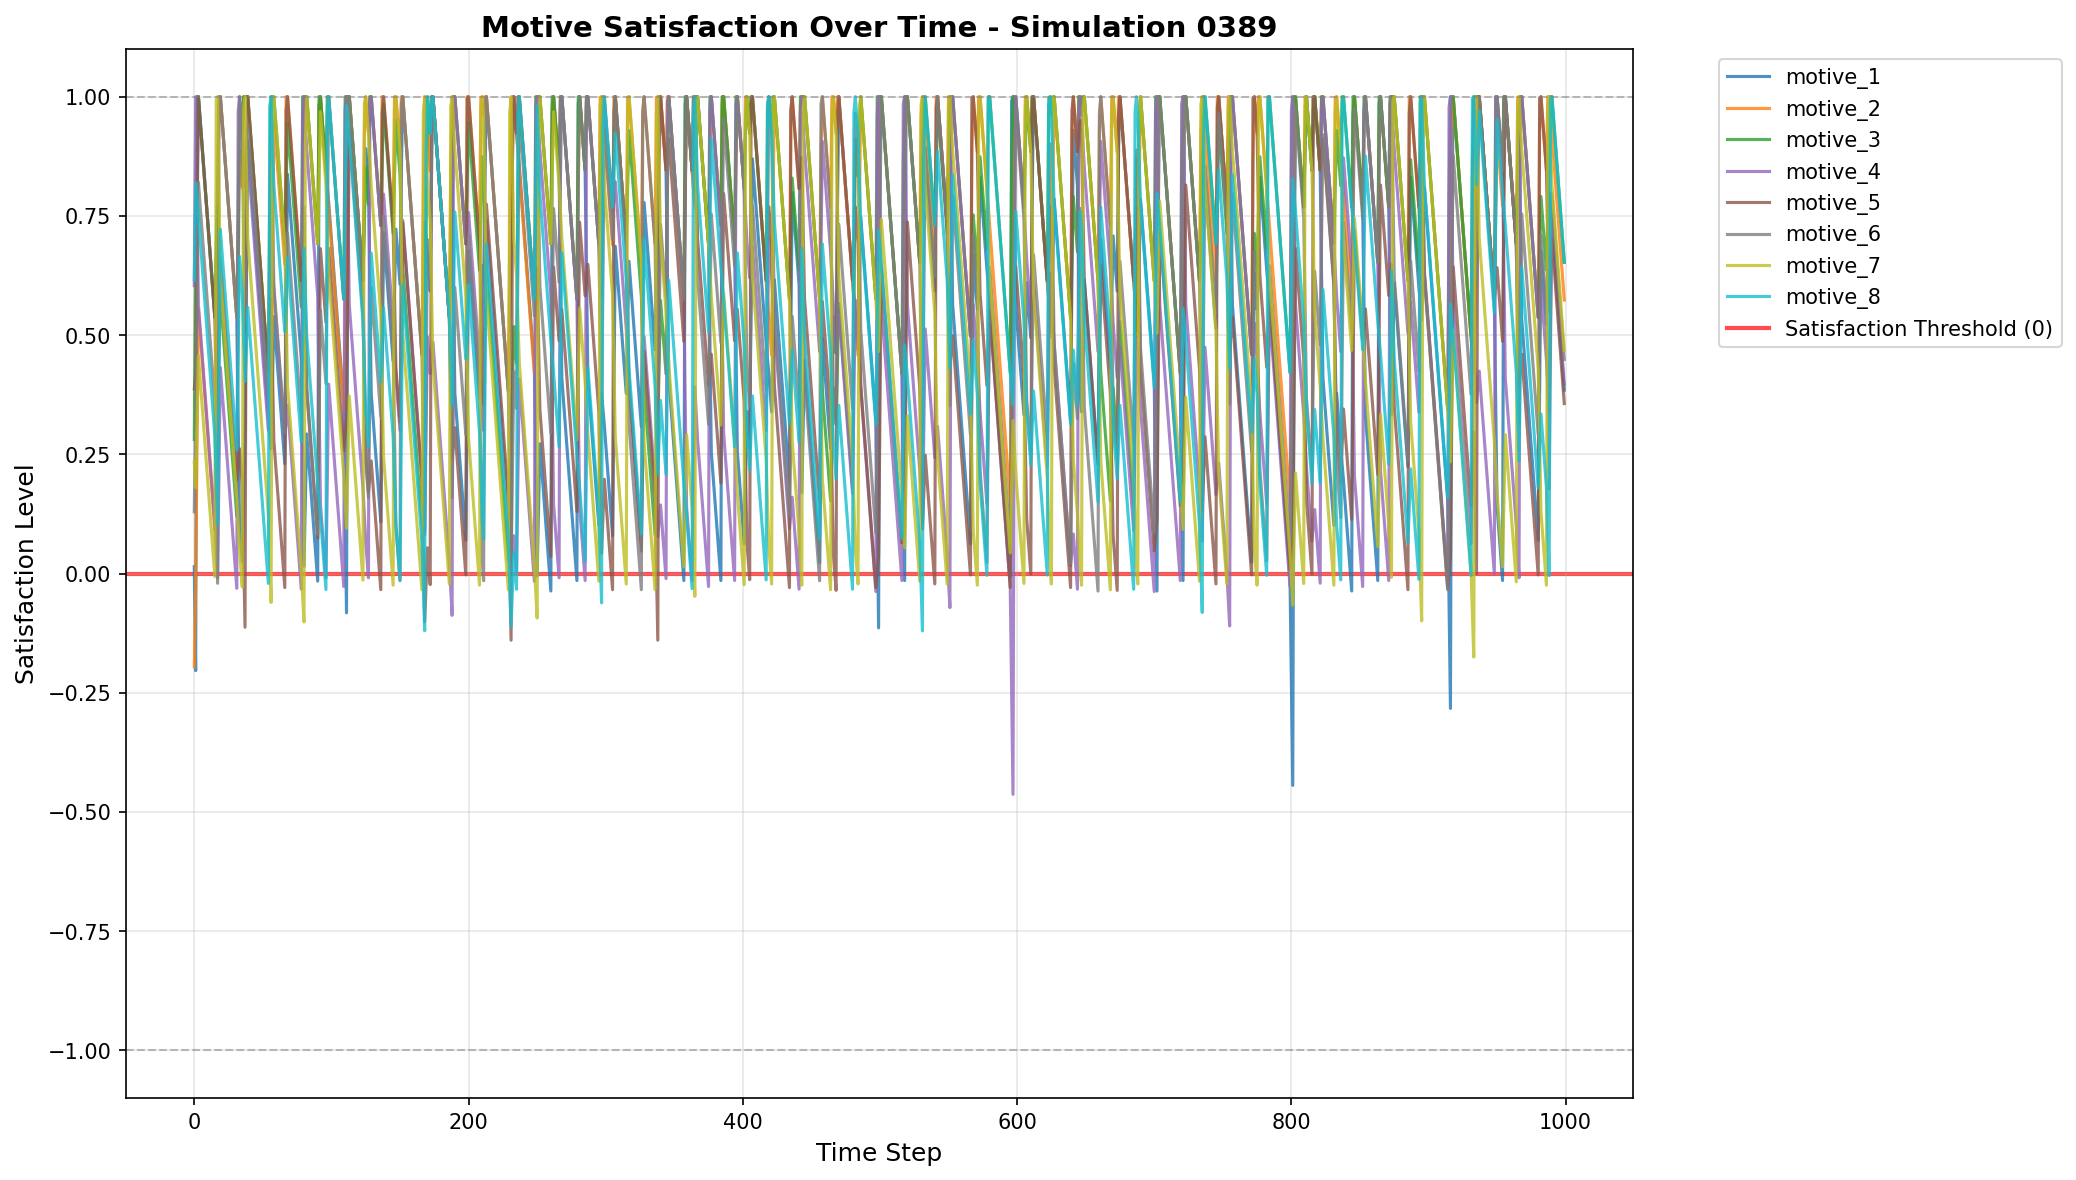 Motive Satisfaction Over Time - Simulation 0389
Satisfaction Level
1.00
0.75
0.50
0.25
0.00
−0.25
−0.50
−0.75
−1.00
0
200
400
600
800
1000
Time Step
motive_1
motive_2
motive_3
motive_4
motive_5
motive_6
motive_7
motive_8
Satisfaction Threshold (0)